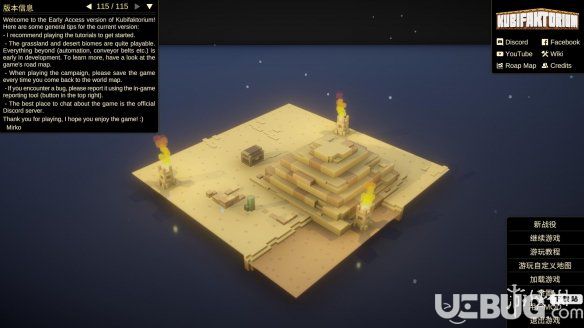 版本信息
◀ 115 / 115 ▶ ▼
Welcome to the Early Access version of Kubifaktorium!
Here are some general tips for the current version:
- I recommend playing the tutorials to get started.
- The grassland and desert biomes are quite playable.
Everything beyond (automation, conveyor belts etc.) is
early in development. To learn more, have a look at the
game's road map.
- When playing the campaign, please save the game
every time you come back to the world map.
- If you encounter a bug, please report it using the in-game
reporting tool (button in the top right).
- The best place to chat about the game is the official
Discord server.
Thank you for playing, I hope you enjoy the game! :)
Mirko
KUBIFAKTORIUM
Discord
Facebook
YouTube
Wiki
Roap Map
Credits
新战役
继续游戏
游玩教程
游玩自定义地图
加载游戏
下载站
UEBUG
退出游戏